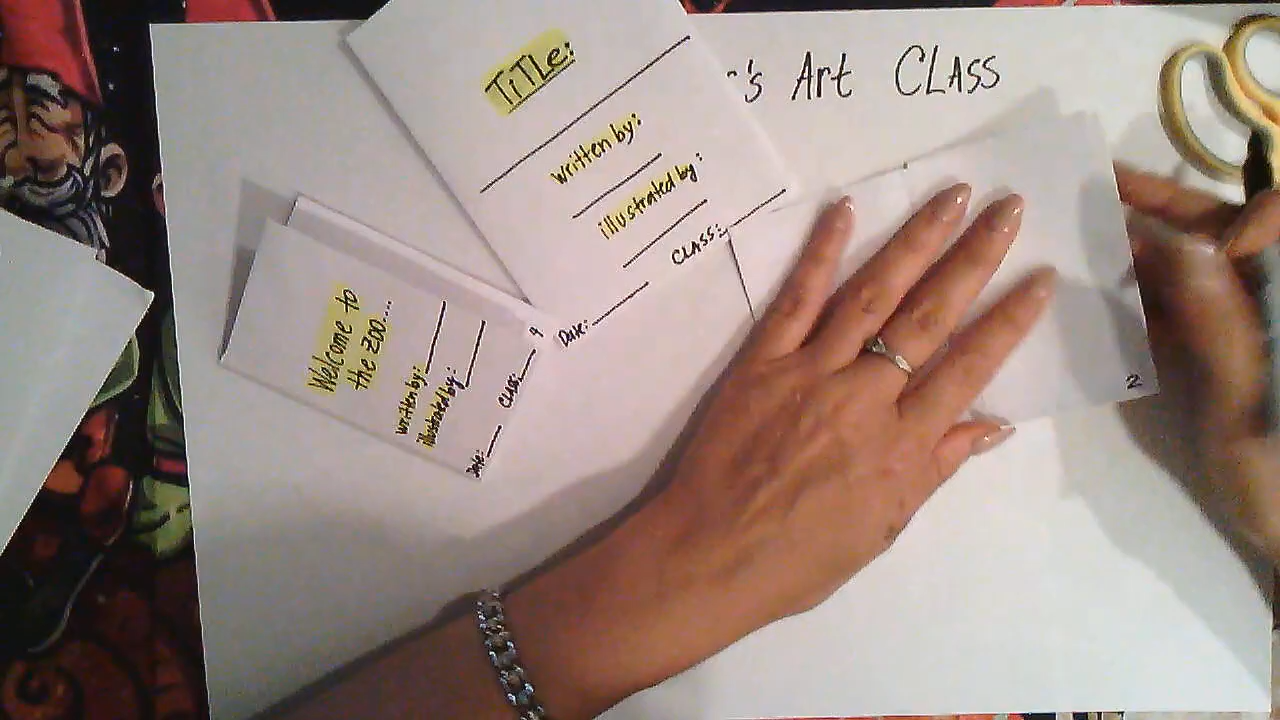 's Art CLASS
TiTLe:
written by:
illustrated by:
CLASS:
Date:
Welcome to
the zoo....
written by:
illustrated by:
Date: CLASS:
4
2